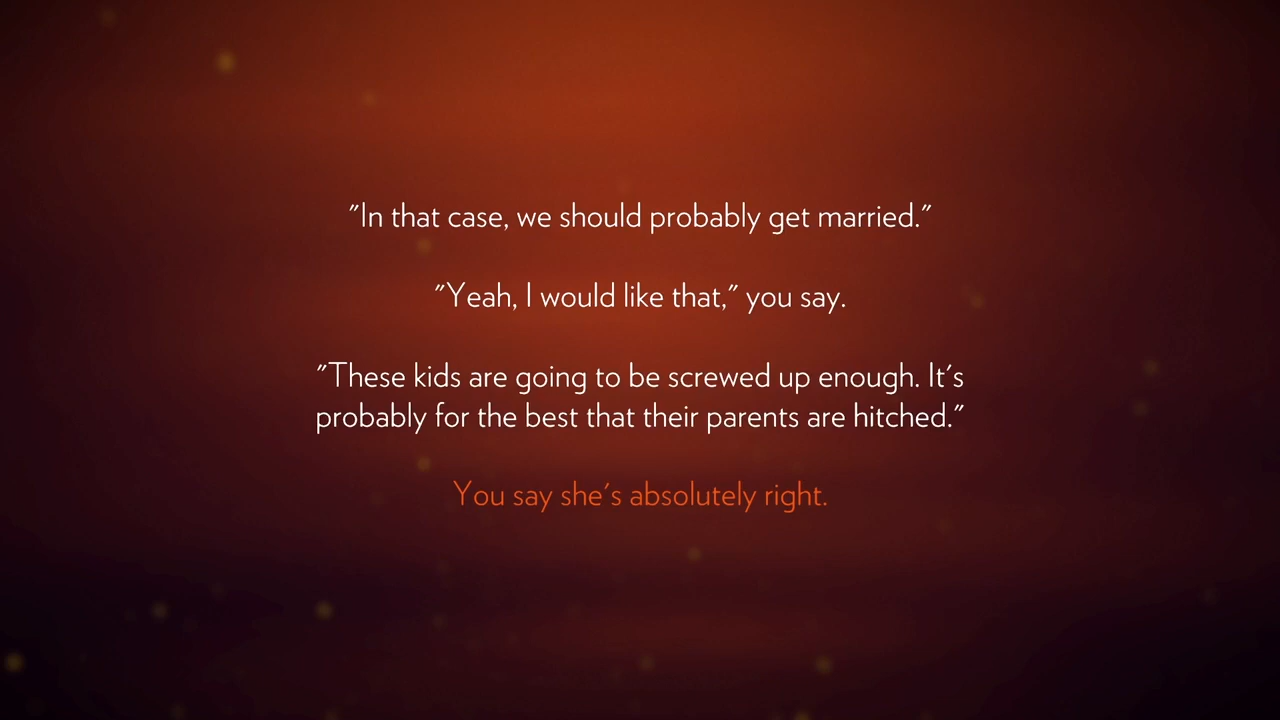 "In that case, we should probably get married."
"Yeah, I would like that," you say.
"These kids are going to be screwed up enough. It's
probably for the best that their parents are hitched."
You say she's absolutely right.